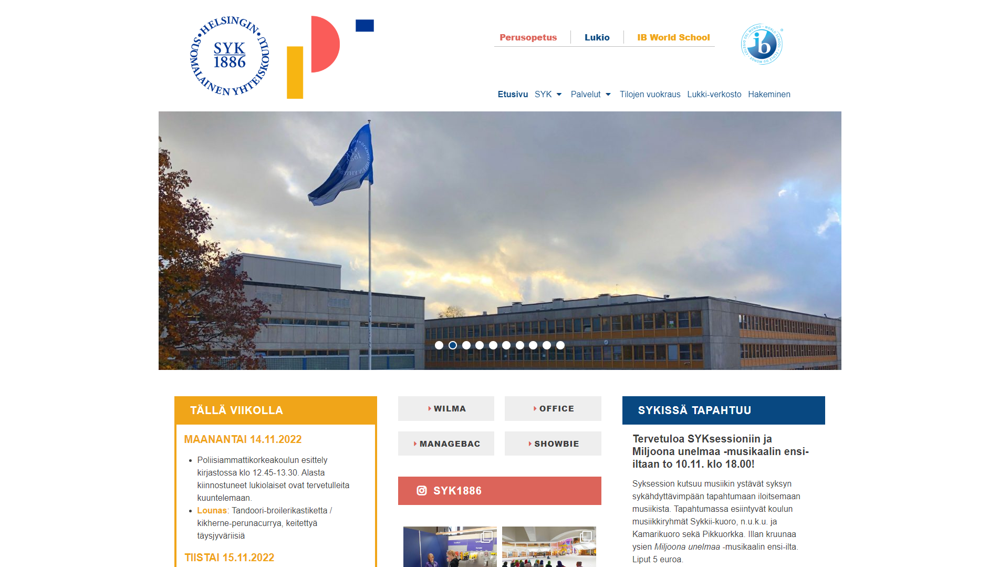 HELSINGIN SUOMALAINEN YHTEISKOULU
SYK
1886
Perusopetus
Lukio
IB World School
ib
Etusivu
SYK
Palvelut
Tilojen vuokraus
Lukki-verkosto
Hakeminen
TÄLLÄ VIIKOLLA
MAANANTAI 14.11.2022
Poliisiammattikorkeakoulun esittely
kirjastossa klo 12.45-13.30. Alasta
kiinnostuneet lukiolaiset ovat tervetulleita
kuuntelemaan.
Lounas: Tandoori-broilerikastiketta /
kikherne-perunacurrya, keitettyä
täysjyväriisiä
TIISTAI 15.11.2022
WILMA
OFFICE
MANAGEBAC
SHOWBIE
SYK1886
SYKISSÄ TAPAHTUU
Tervetuloa SYKsessioniin ja
Miljoona unelmaa -musikaalin ensi-
iltaan to 10.11. klo 18.00!
Syksession kutsuu musiikin ystävät syksyn
sykähdyttävimpään tapahtumaan iloitsemaan
musiikista. Tapahtumassa esiintyvät koulun
musiikkiryhmät Sykkii-kuoro, n.u.k.u. ja
Kamarikuoro sekä Pikkuorkka. Illan kruunaa
ysien Miljoona unelmaa -musikaalin ensi-ilta.
Liput 5 euroa.